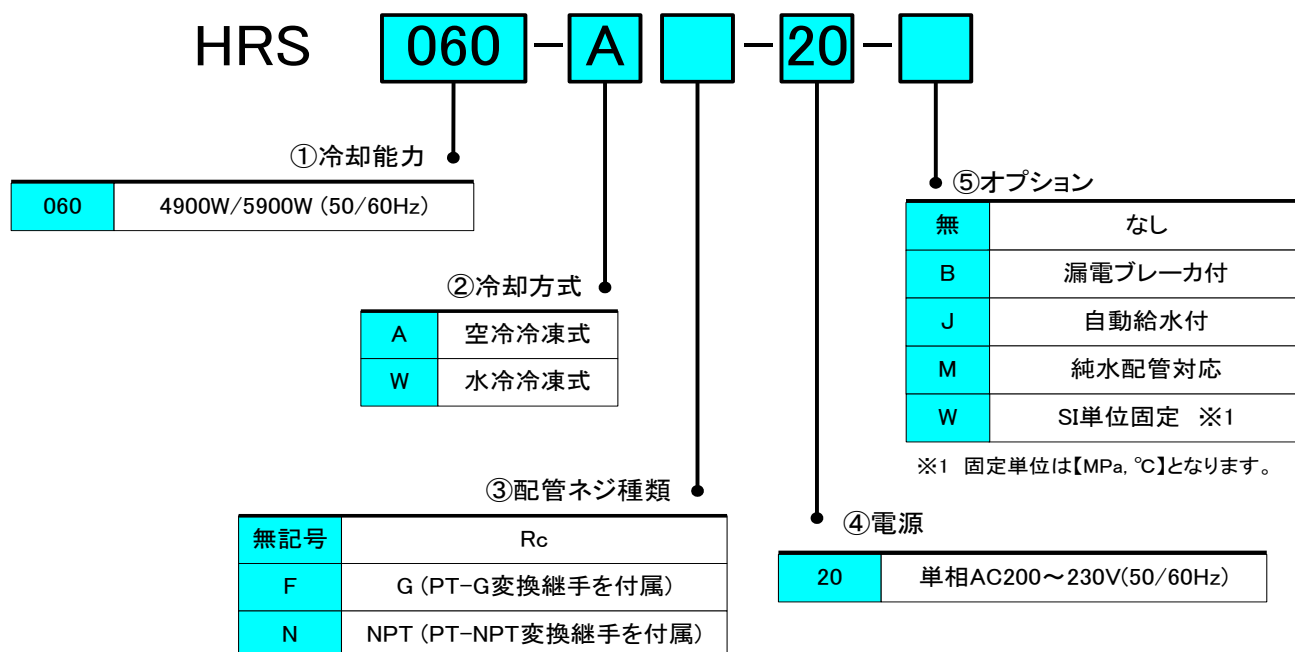 HRS 060-A -20-
①冷却能力
060 4900W/5900W (50/60Hz)
②冷却方式
A 空冷冷凍式
W 水冷冷凍式
③配管ネジ種類
無記号 Rc
F G (PT-G変換継手を付属)
N NPT (PT-NPT変換継手を付属)
④電源
20 単相AC200～230V(50/60Hz)
⑤オプション
無 なし
B 漏電ブレーカ付
J 自動給水付
M 純水配管対応
W SI単位固定 ※1
※1 固定単位は【MPa, ℃】となります。